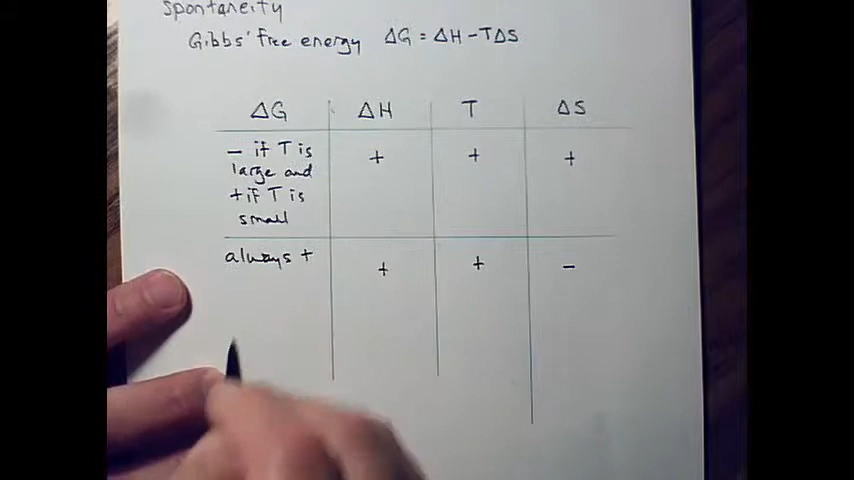 Spontaneity
Gibbs' free energy ΔG = ΔH - TΔS
ΔG ΔH T ΔS
- if T is + + +
large and
+ if T is
small
always + + + -